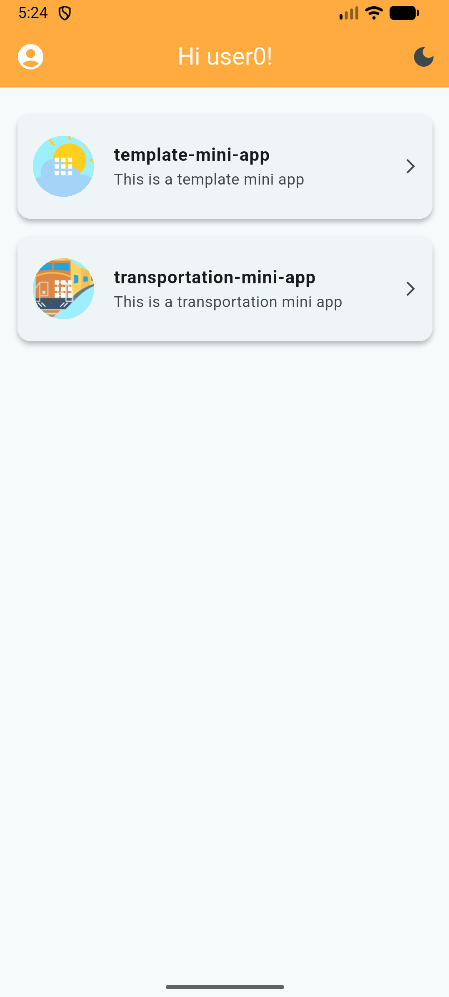 5:24
Hi user0!
template-mini-app
This is a template mini app
transportation-mini-app
This is a transportation mini app